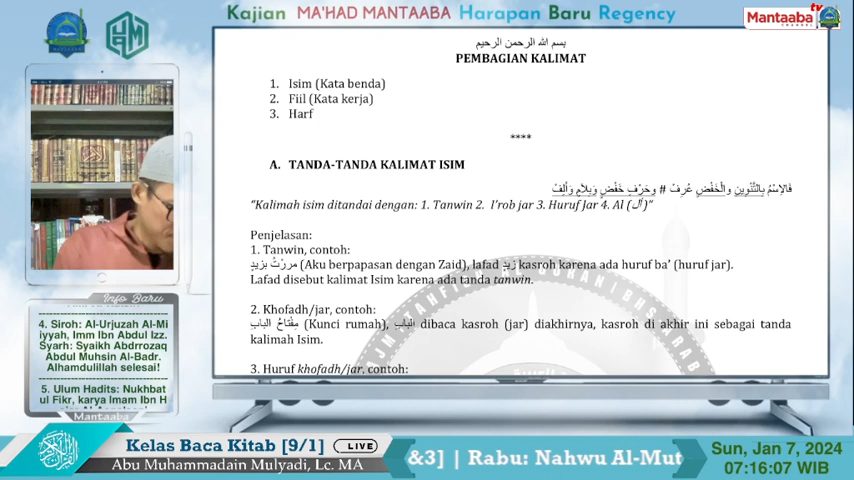 Kajian MA'HAD MANTAABA Harapan Baru Regency
Mantaaba tv
CHANNEL
بسم الله الرحمن الرحيم
PEMBAGIAN KALIMAT
1. Isim (Kata benda)
2. Fiil (Kata kerja)
3. Harf
****
A. TANDA-TANDA KALIMAT ISIM
فَالِاسْمُ بِالتَّنْوِيْنِ والْخَفْضِ عُرِفْ # وحَرْفِ خَفْضٍ وَبِلَامٍ وَأَلِفْ
"Kalimah isim ditandai dengan: 1. Tanwin 2. I'rob jar 3. Huruf Jar 4. Al (أل)"
Penjelasan:
1. Tanwin, contoh:
مررْتُ بزيدٍ (Aku berpapasan dengan Zaid), lafad زيدٍ kasroh karena ada huruf ba' (huruf jar).
Lafad disebut kalimat Isim karena ada tanda tanwin.
2. Khofadh/jar, contoh:
مِفْتاحُ البابِ (Kunci rumah), البابِ dibaca kasroh (jar) diakhirnya, kasroh di akhir ini sebagai tanda
kalimah Isim.
3. Huruf khofadh/jar, contoh:
Info Baru
4. Siroh: Al-Urjuzah Al-Mi
iyyah, Imm Ibn Abdul Izz.
Syarh: Syaikh Abdrrozaq
Abdul Muhsin Al-Badr.
Alhamdulillah selesai!
5. Ulum Hadits: Nukhbat
ul Fikr, karya Imam Ibn H
Mantaaba
Kelas Baca Kitab [9/1] LIVE
Abu Muhammadain Mulyadi, Lc. MA
&3] | Rabu: Nahwu Al-Mut
Sun, Jan 7, 2024
07:16:07 WIB